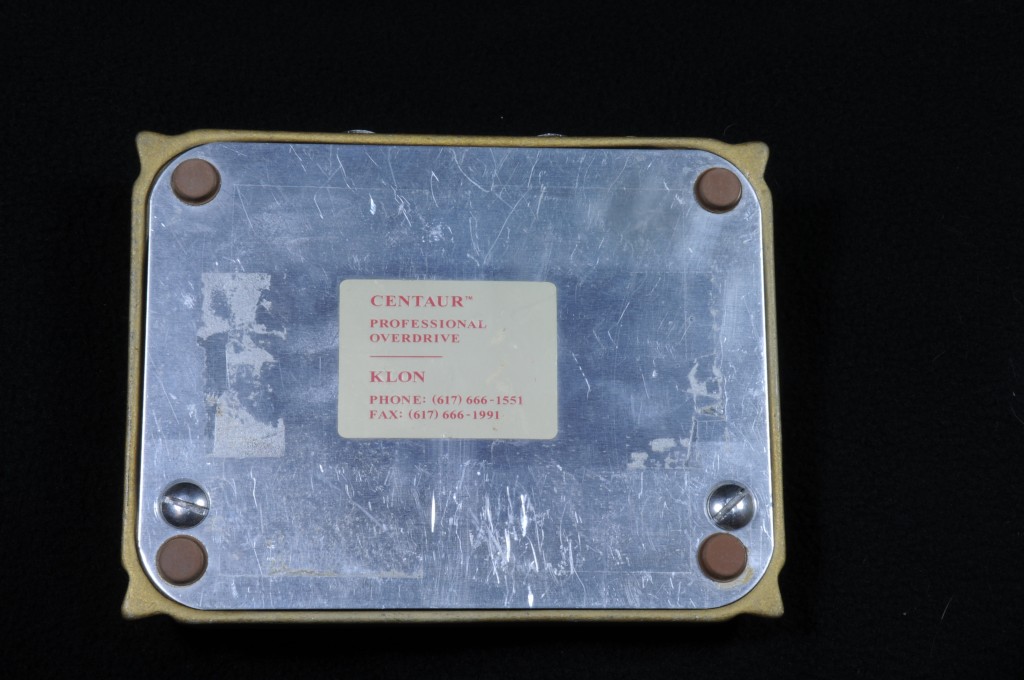 CENTAUR™
PROFESSIONAL
OVERDRIVE
KLON
PHONE: (617) 666-1551
FAX: (617) 666-1991